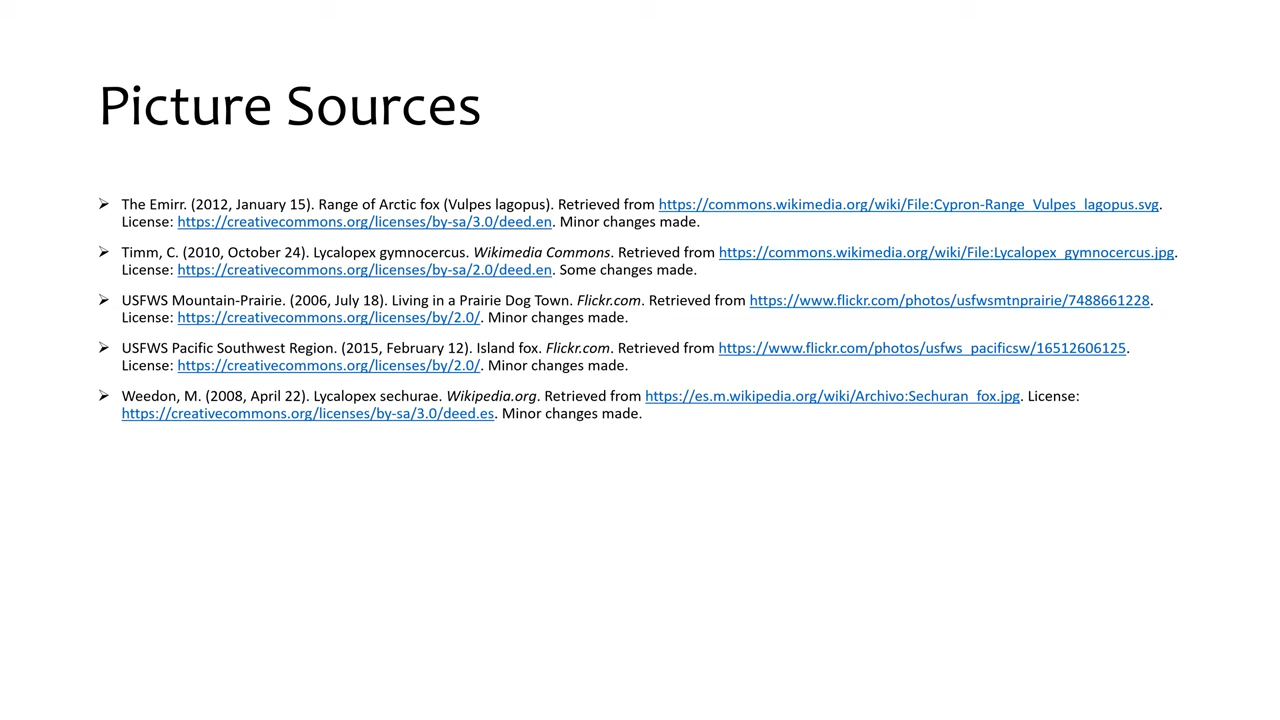 Picture Sources
➢ The Emirr. (2012, January 15). Range of Arctic fox (Vulpes lagopus). Retrieved from https://commons.wikimedia.org/wiki/File:Cypron-Range_Vulpes_lagopus.svg.
License: https://creativecommons.org/licenses/by-sa/3.0/deed.en. Minor changes made.
➢ Timm, C. (2010, October 24). Lycalopex gymnocercus. Wikimedia Commons. Retrieved from https://commons.wikimedia.org/wiki/File:Lycalopex_gymnocercus.jpg.
License: https://creativecommons.org/licenses/by-sa/2.0/deed.en. Some changes made.
➢ USFWS Mountain-Prairie. (2006, July 18). Living in a Prairie Dog Town. Flickr.com. Retrieved from https://www.flickr.com/photos/usfwsmtnprairie/7488661228.
License: https://creativecommons.org/licenses/by/2.0/. Minor changes made.
➢ USFWS Pacific Southwest Region. (2015, February 12). Island fox. Flickr.com. Retrieved from https://www.flickr.com/photos/usfws_pacificsw/16512606125.
License: https://creativecommons.org/licenses/by/2.0/. Minor changes made.
➢ Weedon, M. (2008, April 22). Lycalopex sechurae. Wikipedia.org. Retrieved from https://es.m.wikipedia.org/wiki/Archivo:Sechuran_fox.jpg. License:
https://creativecommons.org/licenses/by-sa/3.0/deed.es. Minor changes made.